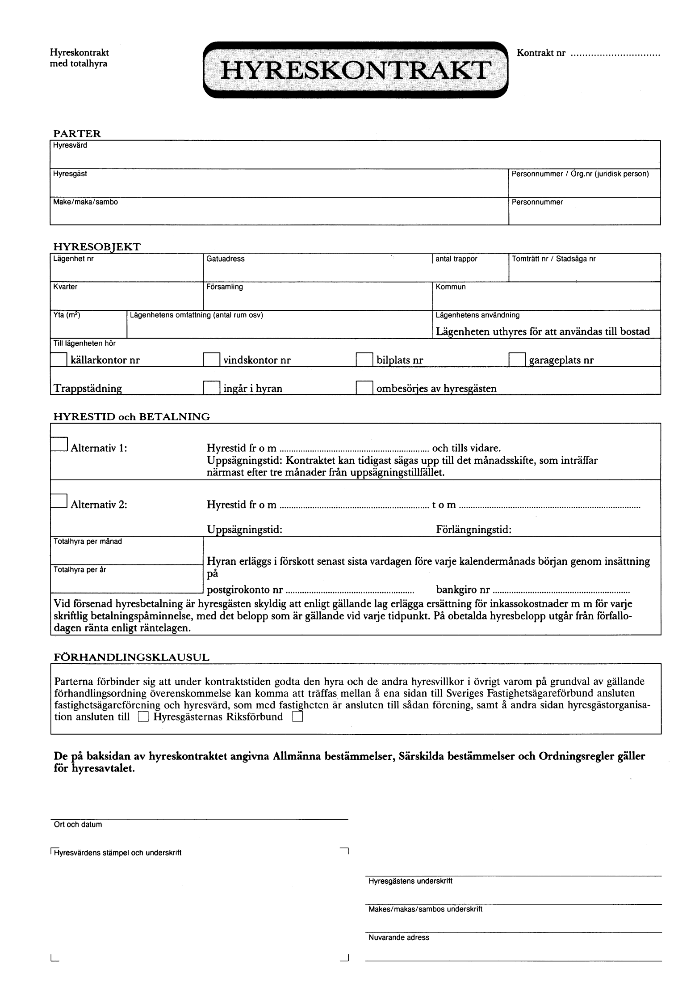 Hyreskontrakt
med totalhyra
HYRESKONTRAKT
Kontrakt nr ...............................
PARTER
Hyresvärd
Hyresgäst
Personnummer / Org.nr (juridisk person)
Make/maka/sambo
Personnummer
HYRESOBJEKT
Lägenhet nr
Gatuadress
antal trappor
Tomträtt nr / Stadsäga nr
Kvarter
Församling
Kommun
Yta (m²)
Lägenhetens omfattning (antal rum osv)
Lägenhetens användning
Lägenheten uthyres för att användas till bostad
Till lägenheten hör
källarkontor nr
vindskontor nr
bilplats nr
garageplats nr
Trappstädning
ingår i hyran
ombesörjes av hyresgästen
HYRESTID och BETALNING
Alternativ 1:
Hyrestid fr o m .......................................................... och tills vidare.
Uppsägningstid: Kontraktet kan tidigast sägas upp till det månadsskifte, som inträffar
närmast efter tre månader från uppsägningstillfället.
Alternativ 2:
Hyrestid fr o m .......................................................... t o m ......................................................................
Uppsägningstid:
Förlängningstid:
Totalhyra per månad
Totalhyra per år
Hyran erläggs i förskott senast sista vardagen före varje kalendermånads början genom insättning
på
postgirokonto nr .................................................. bankgiro nr .....................................................
Vid försenad hyresbetalning är hyresgästen skyldig att enligt gällande lag erlägga ersättning för inkassokostnader m m för varje
skriftlig betalningspåminnelse, med det belopp som är gällande vid varje tidpunkt. På obetalda hyresbelopp utgår från förfallo-
dagen ränta enligt räntelagen.
FÖRHANDLINGSKLAUSUL
Parterna förbinder sig att under kontraktstiden godta den hyra och de andra hyresvillkor i övrigt varom på grundval av gällande
förhandlingsordning överenskommelse kan komma att träffas mellan å ena sidan till Sveriges Fastighetsägareförbund ansluten
fastighetsägareförening och hyresvärd, som med fastigheten är ansluten till sådan förening, samt å andra sidan hyresgästorganisa-
tion ansluten till Hyresgästernas Riksförbund
De på baksidan av hyreskontraktet angivna Allmänna bestämmelser, Särskilda bestämmelser och Ordningsregler gäller
för hyresavtalet.
Ort och datum
Hyresvärdens stämpel och underskrift
Hyresgästens underskrift
Makes/makas/sambos underskrift
Nuvarande adress